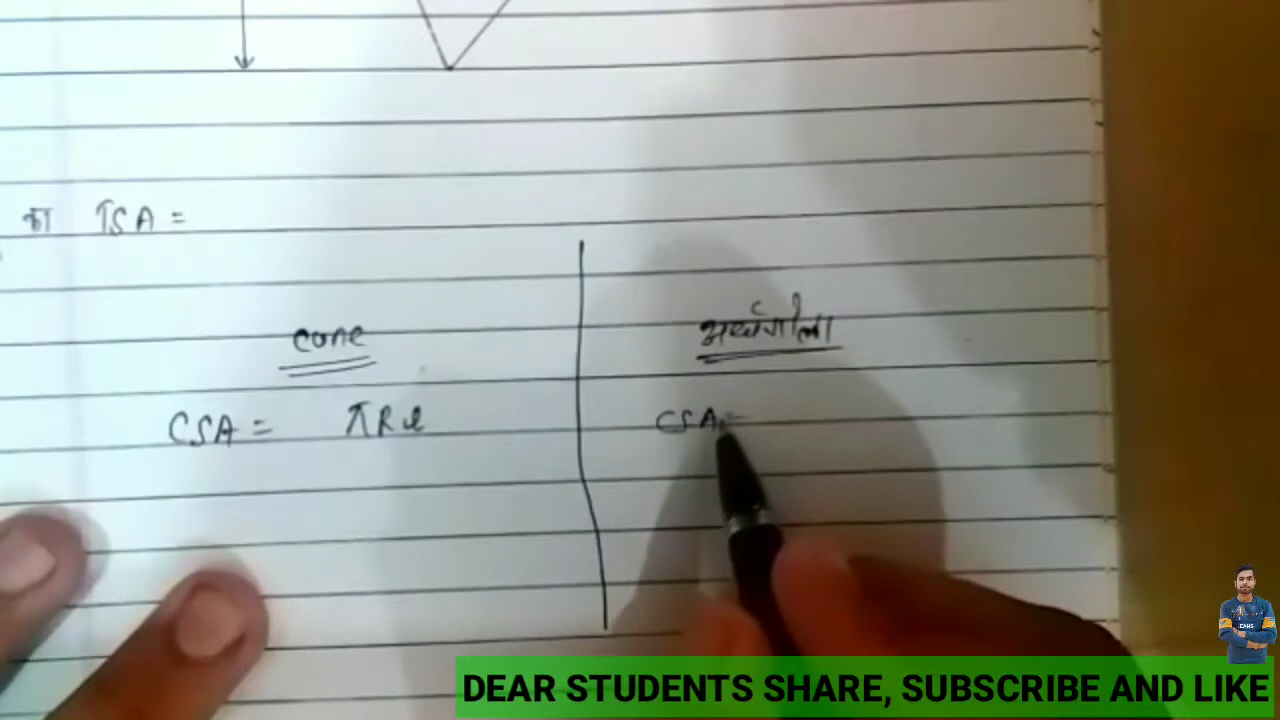 का TSA =
cone
अर्धगोला
CSA = πRl
CSA=
DEAR STUDENTS SHARE, SUBSCRIBE AND LIKE